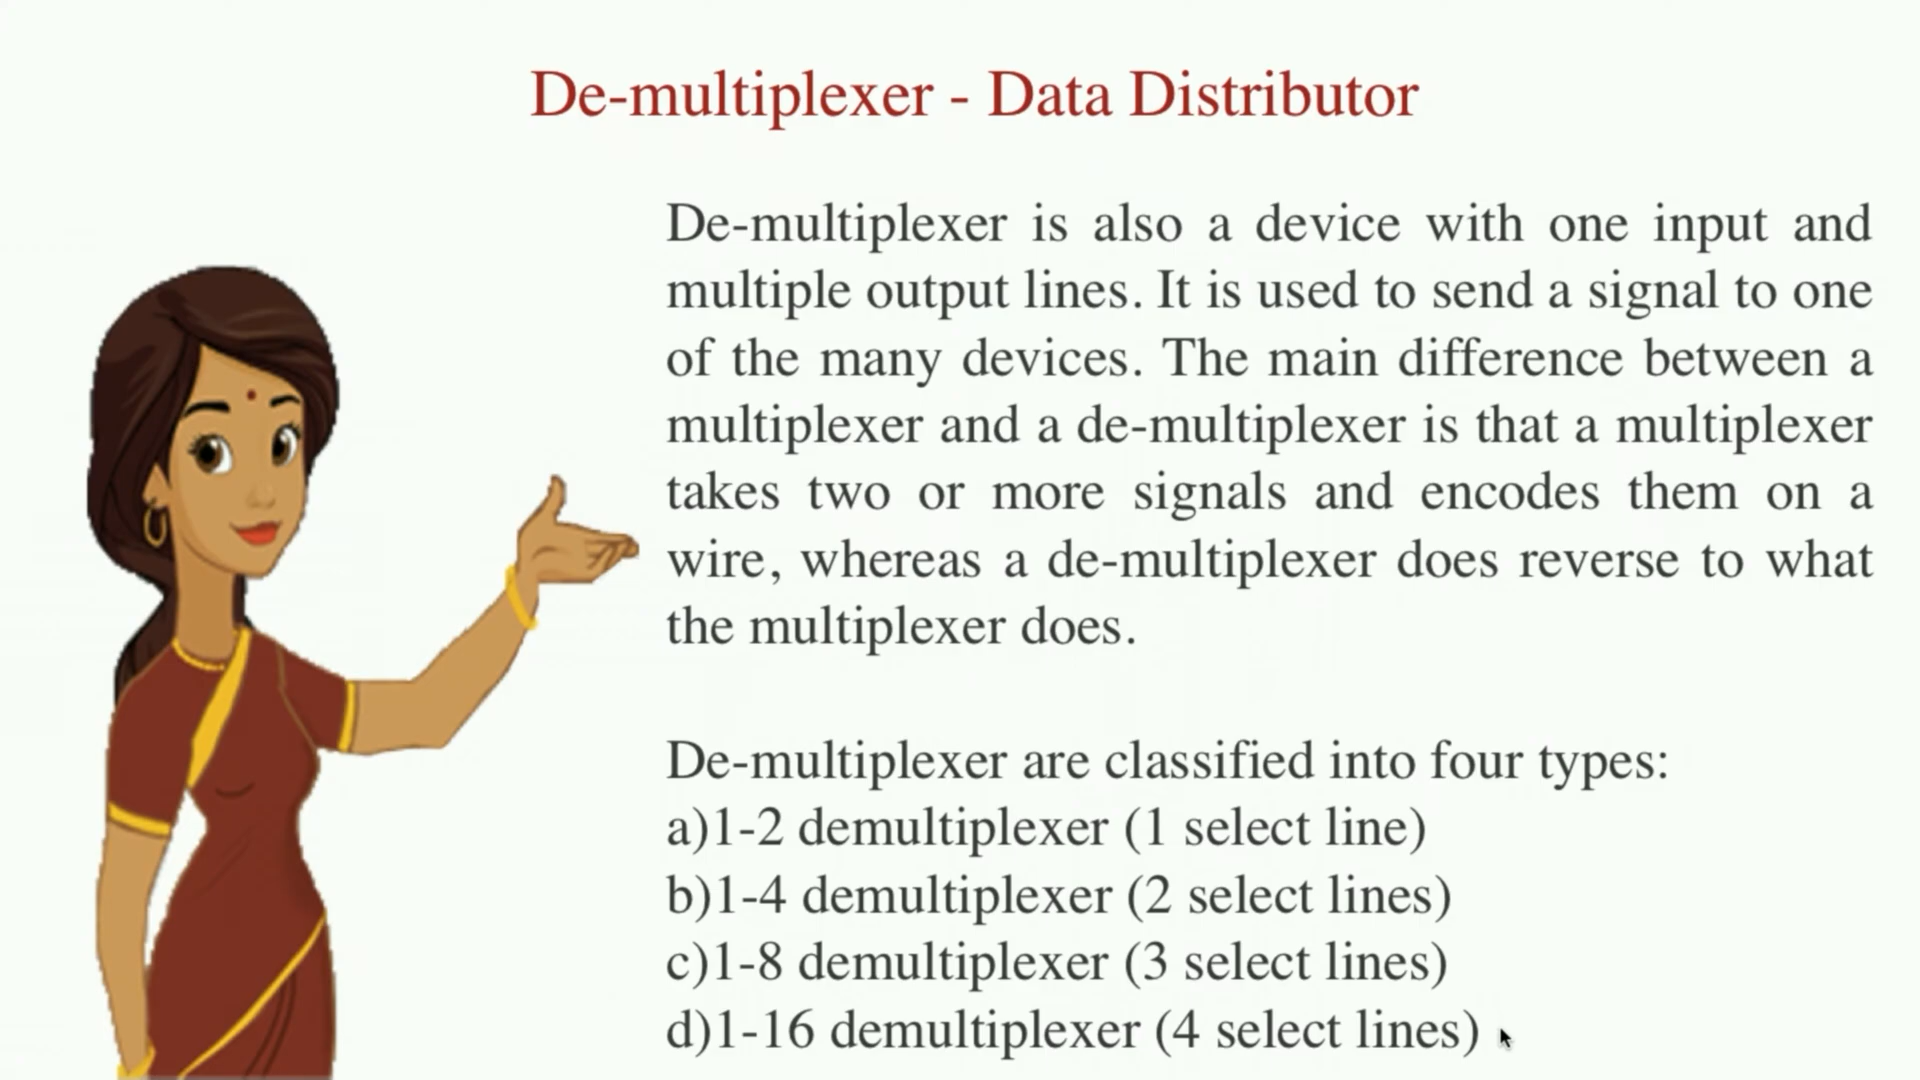 De-multiplexer - Data Distributor
De-multiplexer is also a device with one input and
multiple output lines. It is used to send a signal to one
of the many devices. The main difference between a
multiplexer and a de-multiplexer is that a multiplexer
takes two or more signals and encodes them on a
wire, whereas a de-multiplexer does reverse to what
the multiplexer does.
De-multiplexer are classified into four types:
a)1-2 demultiplexer (1 select line)
b)1-4 demultiplexer (2 select lines)
c)1-8 demultiplexer (3 select lines)
d)1-16 demultiplexer (4 select lines)